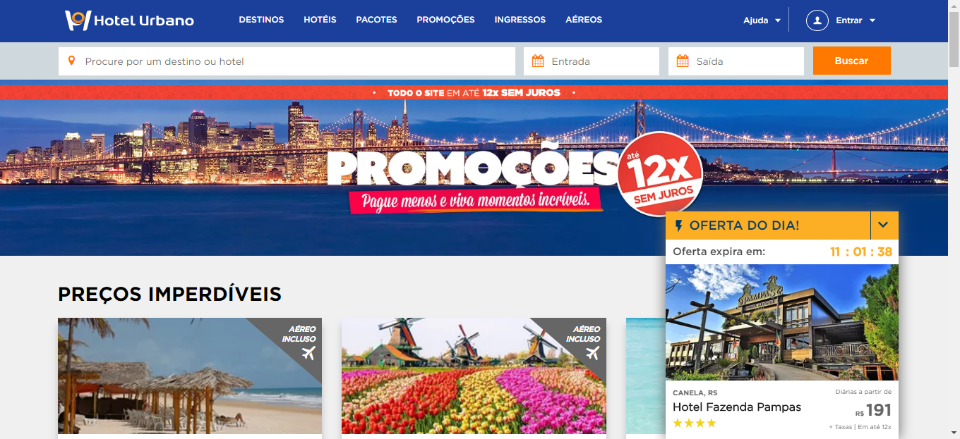 Hotel Urbano
DESTINOS HOTÉIS PACOTES PROMOÇÕES INGRESSOS AÉREOS
Ajuda Entrar
Procure por um destino ou hotel
Entrada
Saída
Buscar
• TODO O SITE EM ATÉ 12x SEM JUROS •
PROMOÇÕES
Pague menos e viva momentos incríveis.
até
12x
SEM JUROS
OFERTA DO DIA!
Oferta expira em: 11 : 01 : 38
PREÇOS IMPERDÍVEIS
AÉREO
INCLUSO
AÉREO
INCLUSO
CANELA, RS
Hotel Fazenda Pampas
Diárias a partir de
R$ 191
+ Taxas | Em até 12x